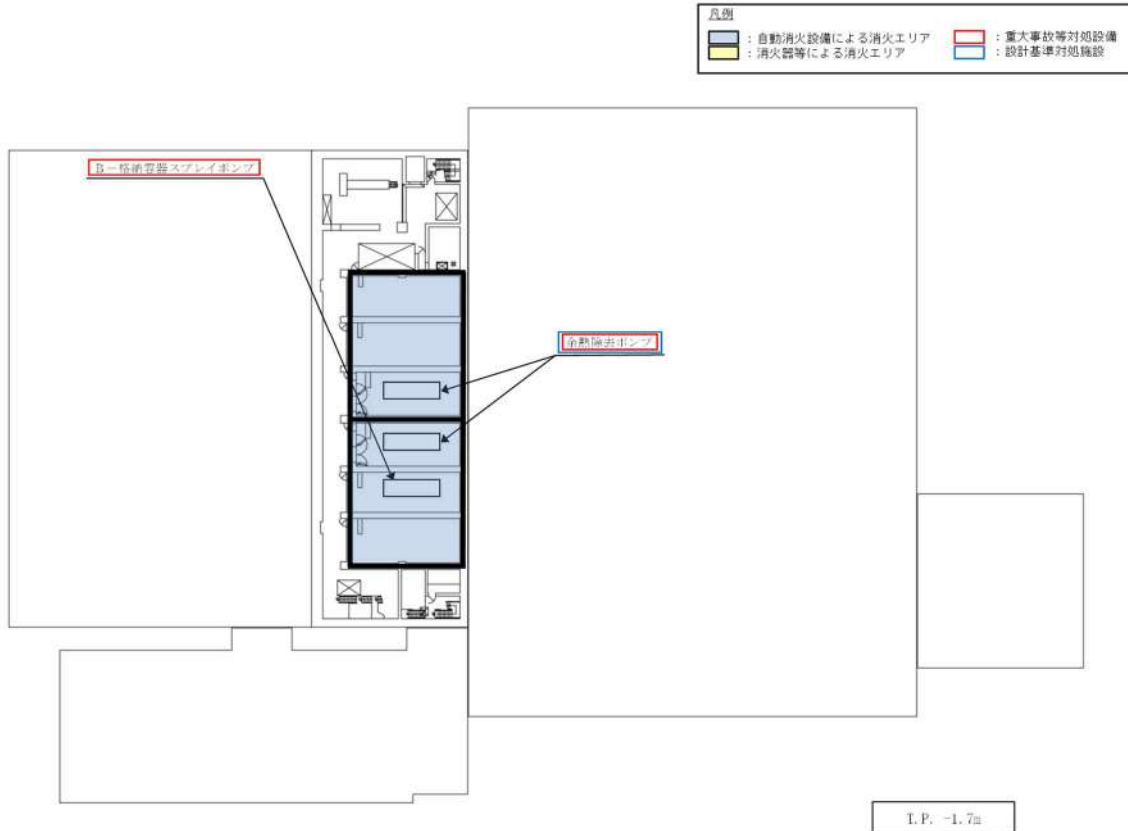 凡例
：自動消火設備による消火エリア
：重大事故等対処設備
：消火器等による消火エリア
：設計基準対処施設
B－格納容器スプレイポンプ
余熱除去ポンプ
T.P. -1.7m